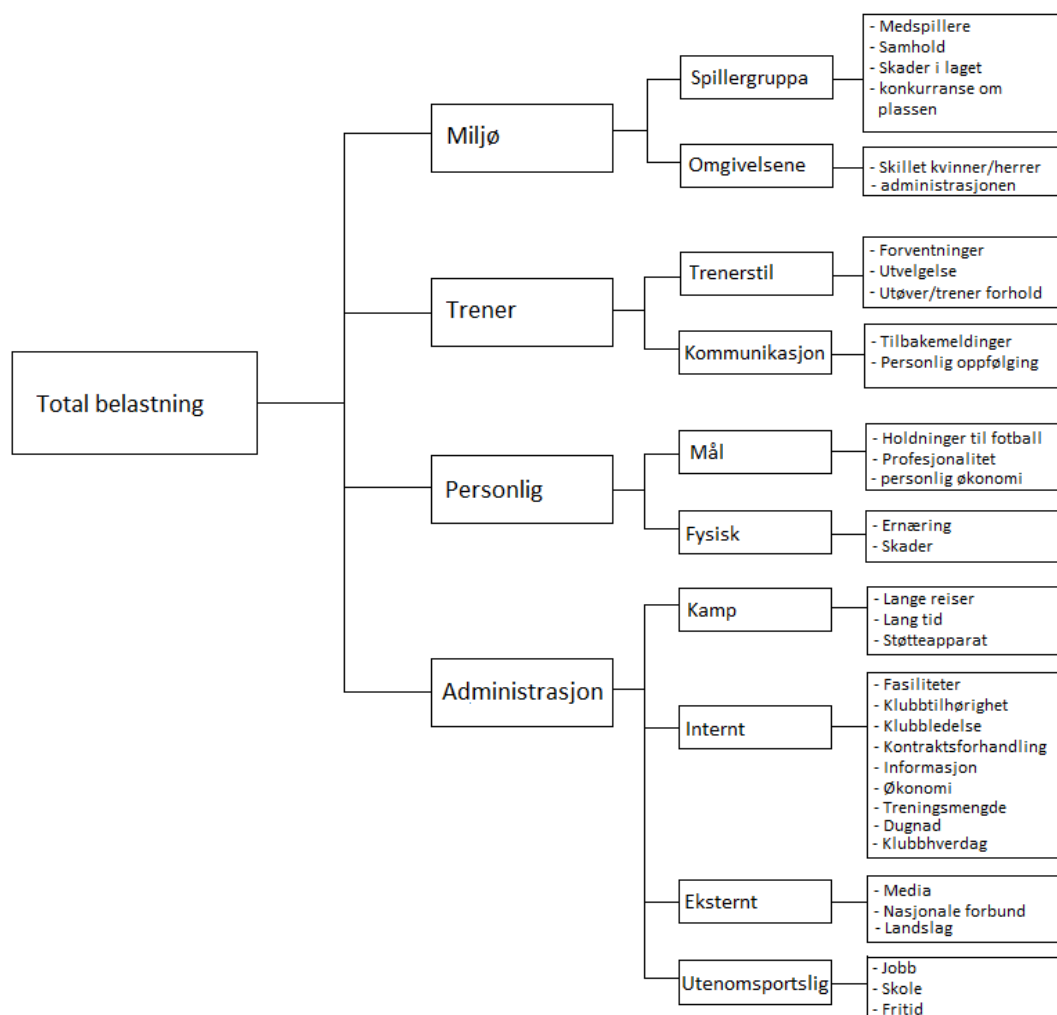 Total belastning
Miljø
Spillergruppa
- Medspillere
- Samhold
- Skader i laget
- konkurranse om
plassen
Omgivelsene
- Skillet kvinner/herrer
- administrasjonen
Trener
Trenerstil
- Forventninger
- Utvelgelse
- Utøver/trener forhold
Kommunikasjon
- Tilbakemeldinger
- Personlig oppfølging
Personlig
Mål
- Holdninger til fotball
- Profesjonalitet
- personlig økonomi
Fysisk
- Ernæring
- Skader
Administrasjon
Kamp
- Lange reiser
- Lang tid
- Støtteapparat
Internt
- Fasiliteter
- Klubbtilhørighet
- Klubbledelse
- Kontraktsforhandling
- Informasjon
- Økonomi
- Treningsmengde
- Dugnad
- Klubbhverdag
Eksternt
- Media
- Nasjonale forbund
- Landslag
Utenomsportslig
- Jobb
- Skole
- Fritid